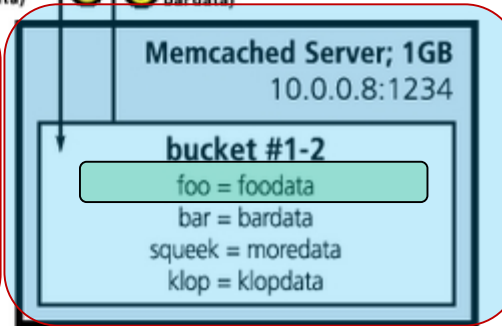 bardata)
Memcached Server; 1GB
10.0.0.8:1234
bucket #1-2
foo = foodata
bar = bardata
squeek = moredata
klop = klopdata